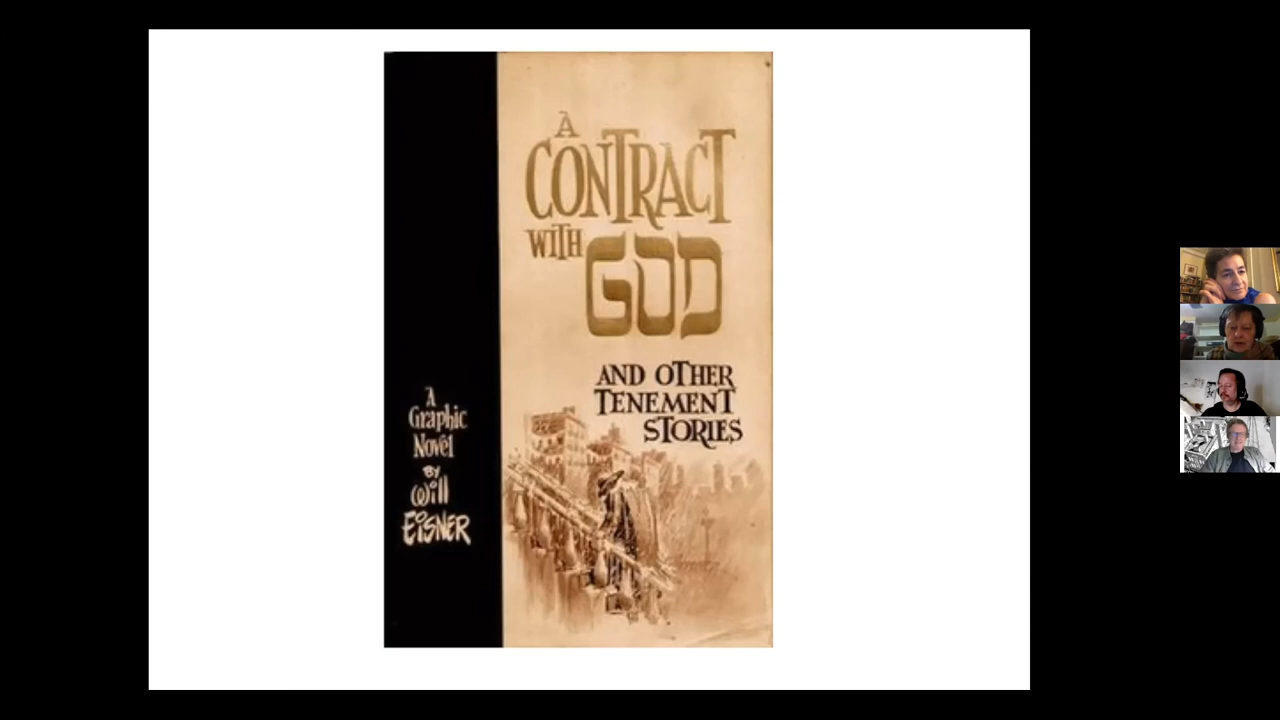 A
CONTRACT
WITH GOD
AND OTHER
TENEMENT
STORIES
A
Graphic
Novel
BY
Will
EiSNER